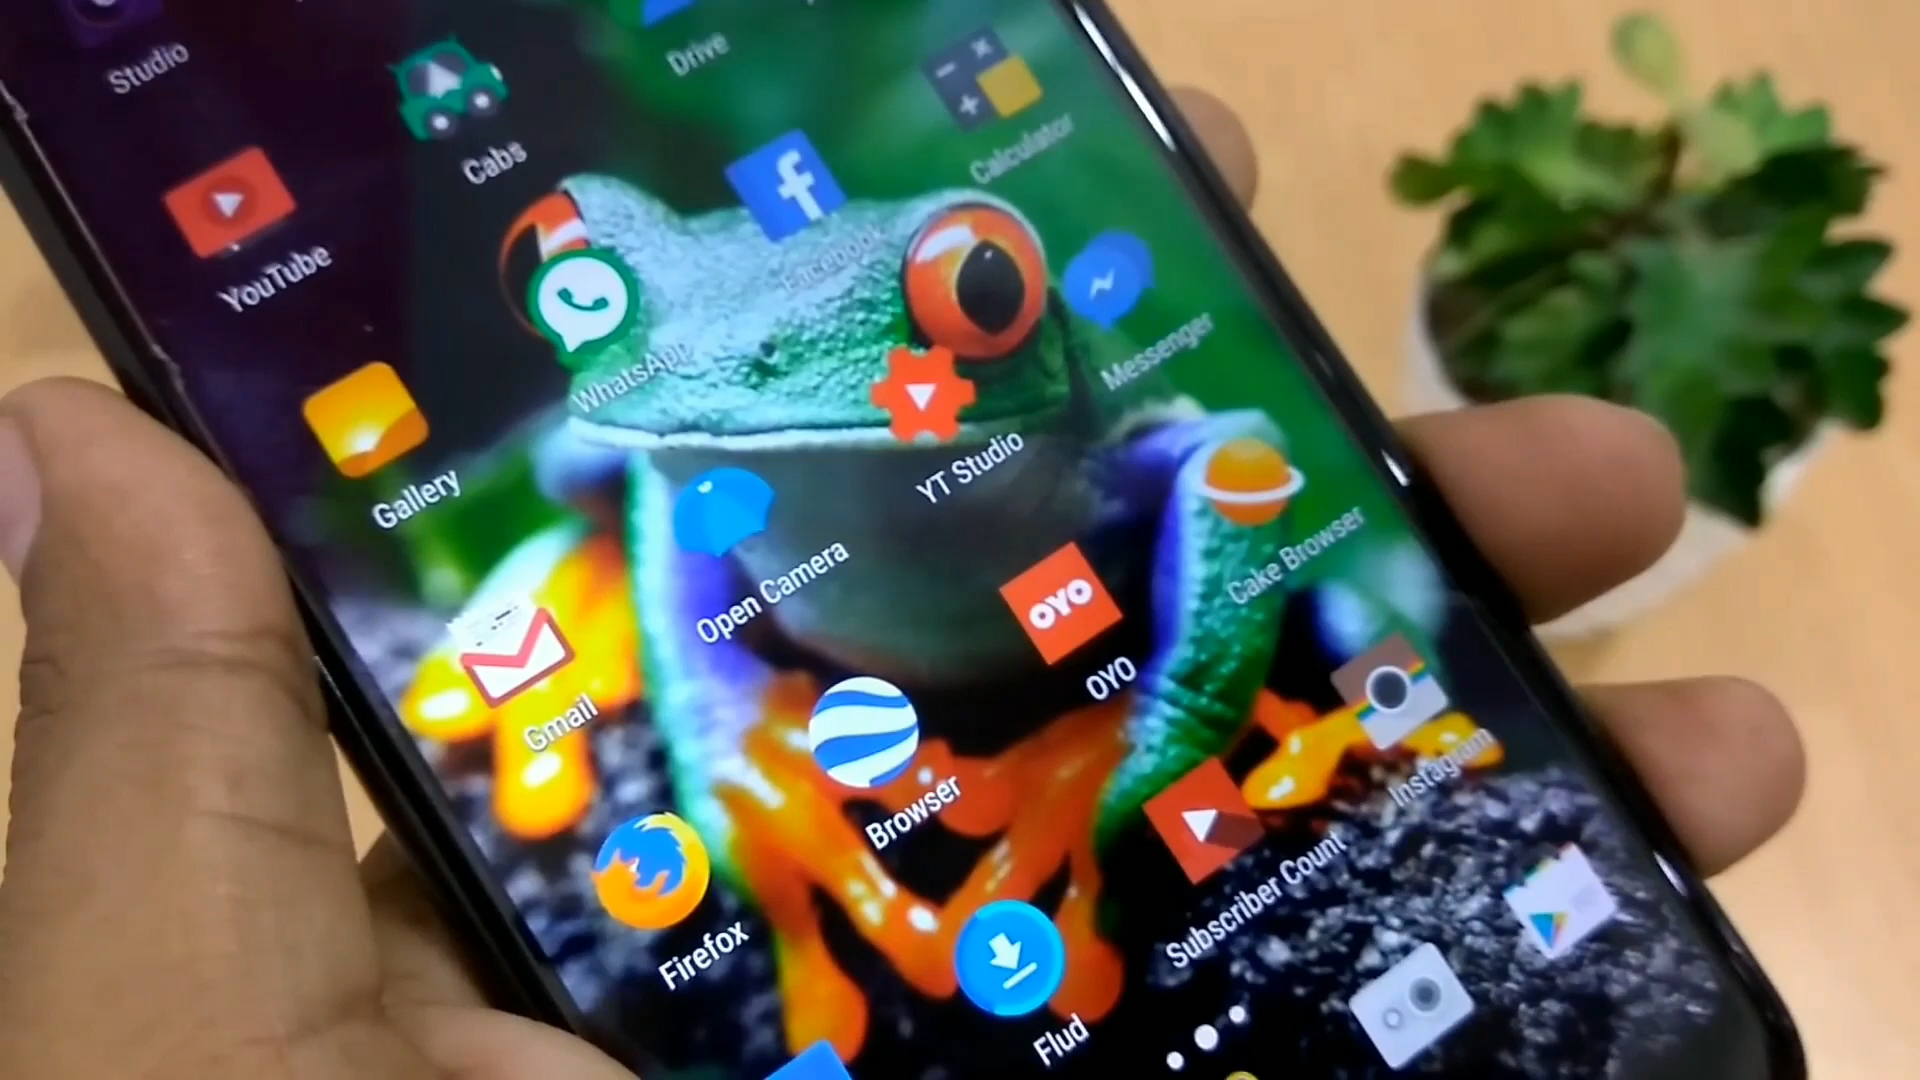 Studio
Cabs
Drive
Calculator
YouTube
WhatsApp
Facebook
Messenger
Gallery
Open Camera
YT Studio
Cake Browser
Gmail
Browser
OYO
OYO
Instagram
Firefox
Flud
Subscriber Count